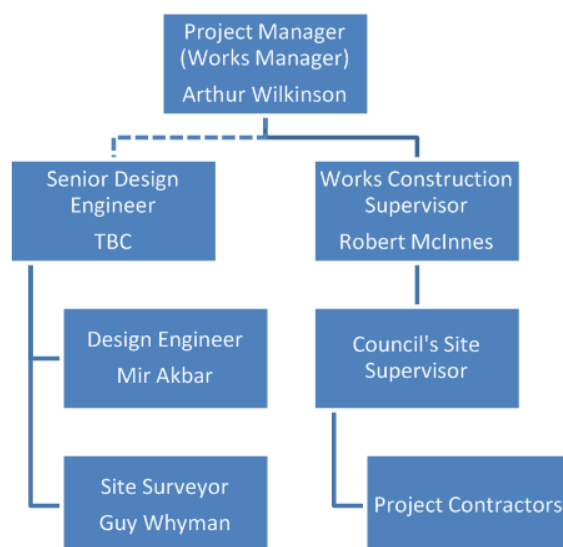 Project Manager
(Works Manager)
Arthur Wilkinson
Senior Design
Engineer
TBC
Works Construction
Supervisor
Robert McInnes
Design Engineer
Mir Akbar
Council's Site
Supervisor
Site Surveyor
Guy Whyman
Project Contractors